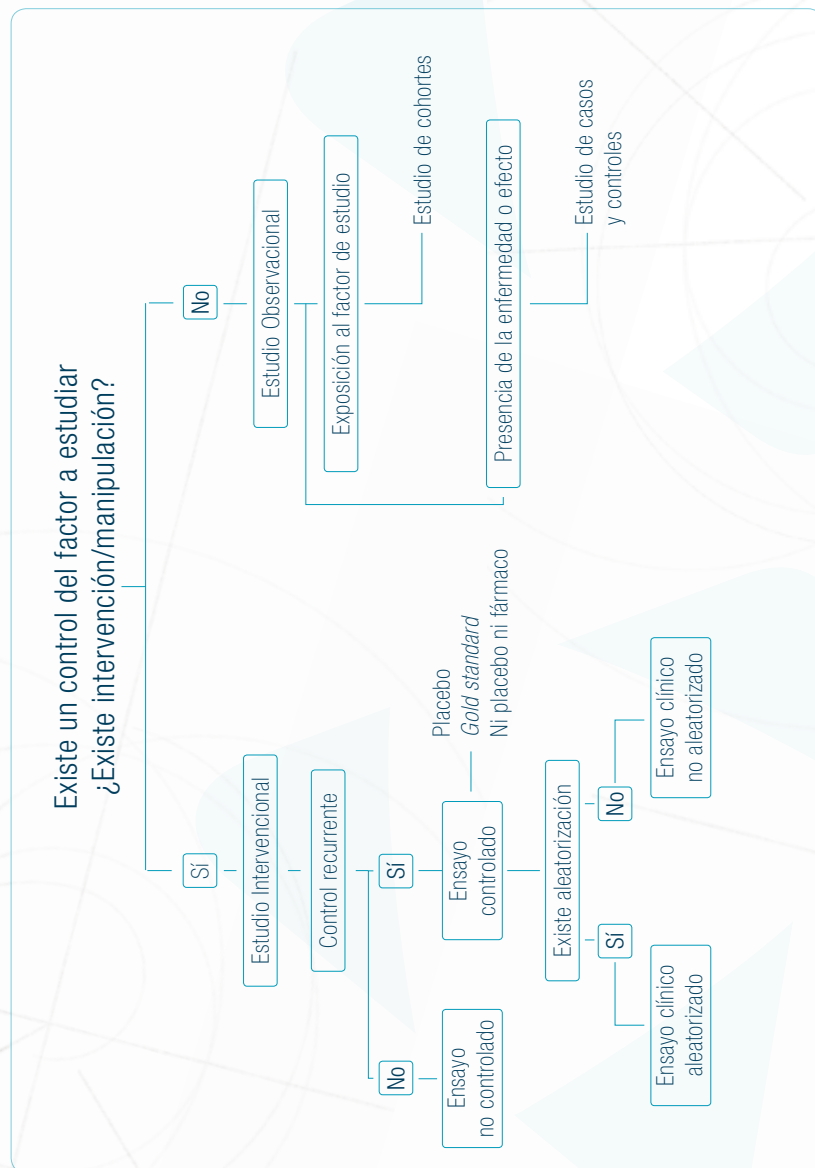 Existe un control del factor a estudiar
¿Existe intervención/manipulación?
Sí
Estudio Intervencional
Control recurrente
No
Ensayo
no controlado
Sí
Ensayo
controlado
Placebo
Gold standard
Ni placebo ni fármaco
Existe aleatorización
Sí
Ensayo clínico
aleatorizado
No
Ensayo clínico
no aleatorizado
No
Estudio Observacional
Exposición al factor de estudio
Estudio de cohortes
Presencia de la enfermedad o efecto
Estudio de casos
y controles